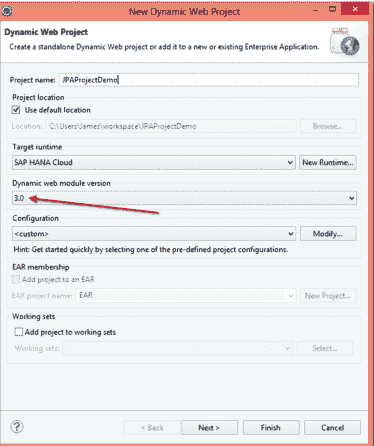 New Dynamic Web Project
Dynamic Web Project
Create a standalone Dynamic Web project or add it to a new or existing Enterprise Application.
Project name: JPAProjectDemo
Project location
Use default location
Location: C:\Users\James\workspace\JPAProjectDemo Browse...
Target runtime
SAP HANA Cloud New Runtime...
Dynamic web module version
3.0
Configuration
<custom> Modify...
Hint: Get started quickly by selecting one of the pre-defined project configurations.
EAR membership
Add project to an EAR
EAR project name: EAR New Project...
Working sets
Add project to working sets
Working sets: Select...
? < Back Next > Finish Cancel